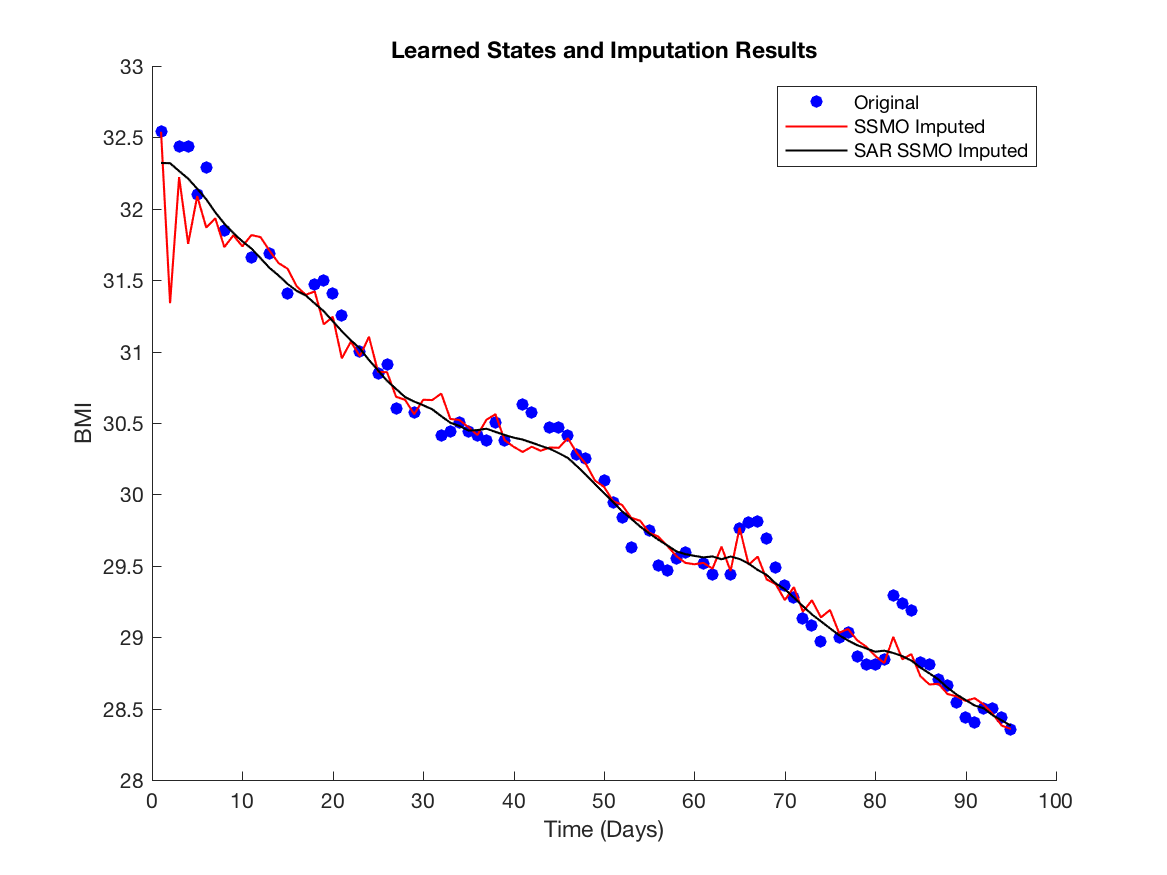 Learned States and Imputation Results
33
32.5
32
31.5
31
30.5
30
29.5
29
28.5
28
BMI
0 10 20 30 40 50 60 70 80 90 100
Time (Days)
Original
SSMO Imputed
SAR SSMO Imputed